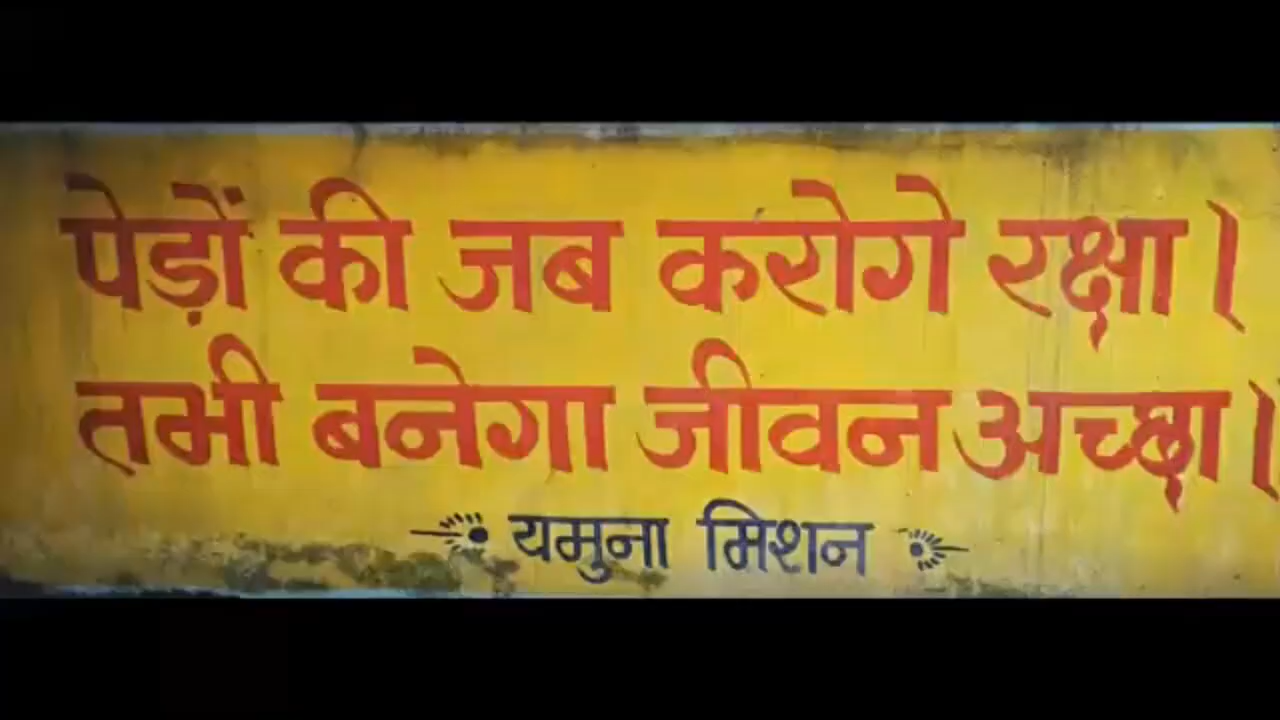 पेड़ों की जब करोगे रक्षा।
तभी बनेगा जीवन अच्छा।
यमुना मिशन